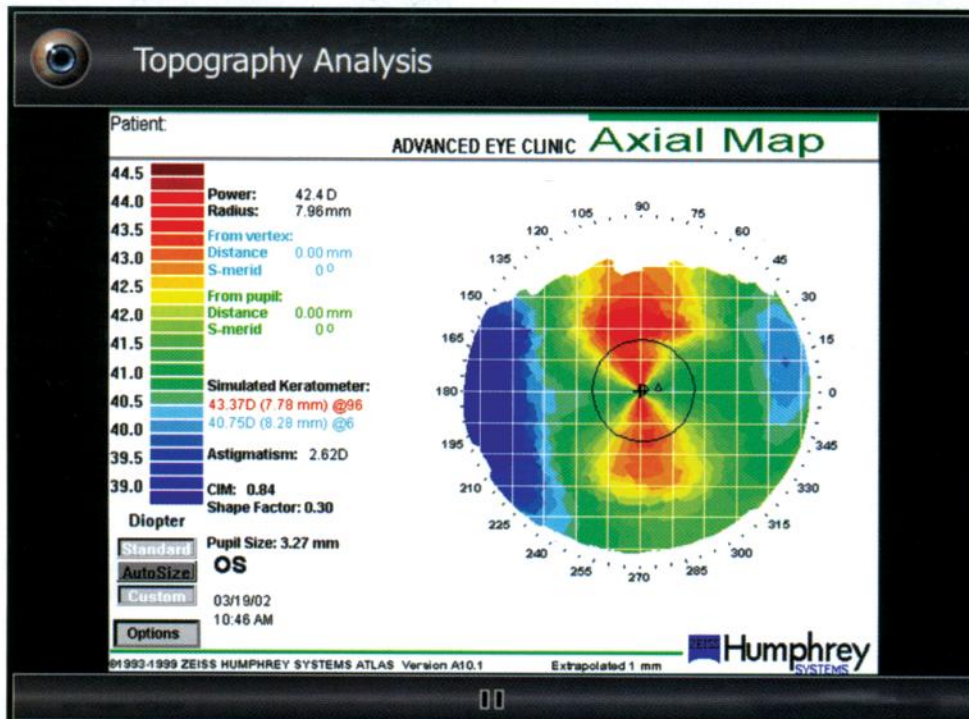 Topography Analysis
Patient:
ADVANCED EYE CLINIC Axial Map
44.5
44.0
43.5
43.0
42.5
42.0
41.5
41.0
40.5
40.0
39.5
39.0
Diopter
Standard
AutoSize
Custom
Options
Power: 42.4 D
Radius: 7.96 mm
From vertex:
Distance 0.00 mm
S-merid 0º
From pupil:
Distance 0.00 mm
S-merid 0º
Simulated Keratometer:
43.37D (7.78 mm) @96
40.75D (8.28 mm) @6
Astigmatism: 2.62D
CIM: 0.84
Shape Factor: 0.30
Pupil Size: 3.27 mm
OS
03/19/02
10:46 AM
90
105 75
120 60
135 45
150 30
165 15
180 0
195 345
210 330
225 315
240 300
255 285
270
©1993-1999 ZEISS HUMPHREY SYSTEMS ATLAS Version A10.1 Extrapolated 1 mm
ZEISS Humphrey
SYSTEMS